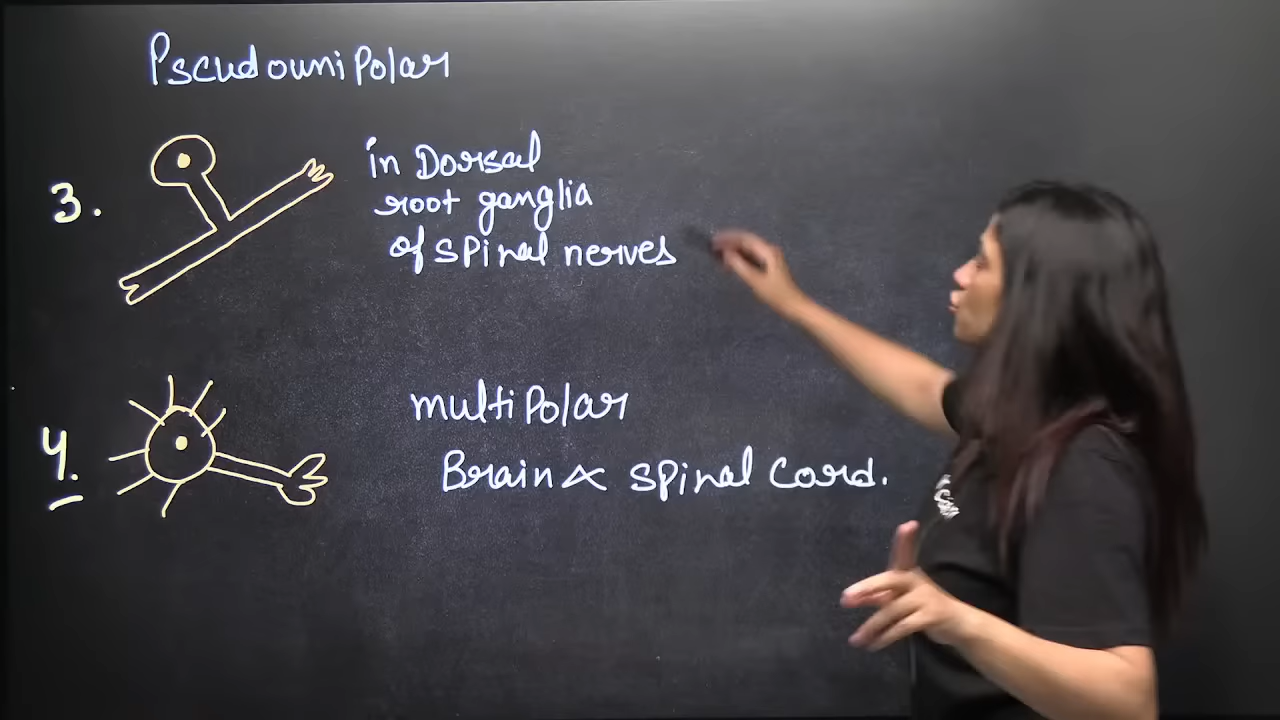 Pseudounipolar
3.
in Dorsal
root ganglia
of spinal nerves
4.
multipolar
Brain & spinal cord.